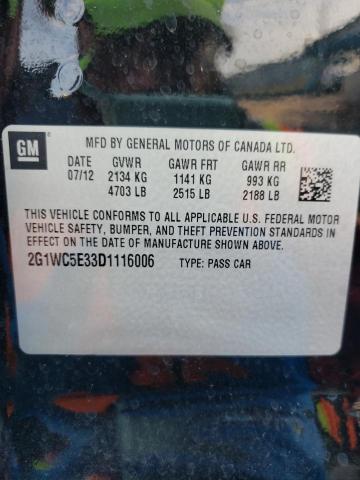 GM
MFD BY GENERAL MOTORS OF CANADA LTD.
DATE GVWR GAWR FRT GAWR RR
07/12 2134 KG 1141 KG 993 KG
4703 LB 2515 LB 2188 LB
THIS VEHICLE CONFORMS TO ALL APPLICABLE U.S. FEDERAL MOTOR
VEHICLE SAFETY, BUMPER, AND THEFT PREVENTION STANDARDS
IN EFFECT ON THE DATE OF MANUFACTURE SHOWN ABOVE.
2G1WC5E33D1116006 TYPE: PASS CAR